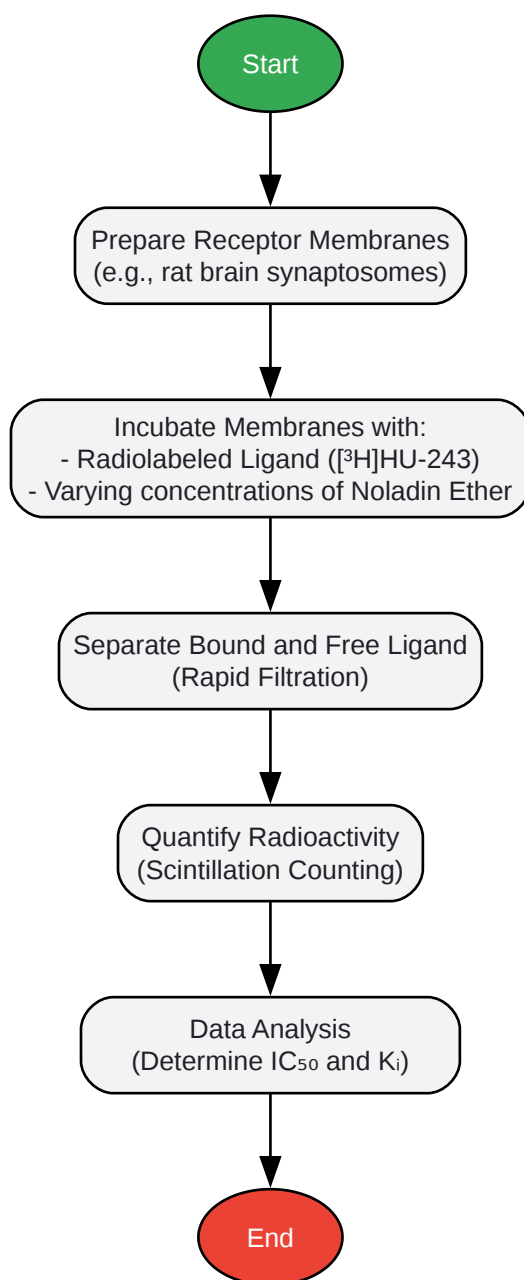 Start
Prepare Receptor Membranes
(e.g., rat brain synaptosomes)
Incubate Membranes with:
- Radiolabeled Ligand ([³H]HU-243)
- Varying concentrations of Noladin Ether
Separate Bound and Free Ligand
(Rapid Filtration)
Quantify Radioactivity
(Scintillation Counting)
Data Analysis
(Determine IC₅₀ and Kᵢ)
End